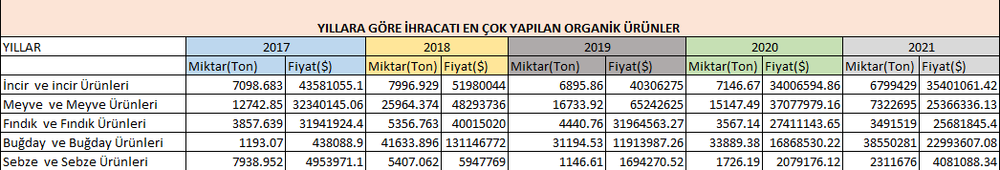 YILLARA GÖRE İHRACATI EN ÇOK YAPILAN ORGANİK ÜRÜNLER
YILLAR 2017 2018 2019 2020 2021
Miktar(Ton) Fiyat($) Miktar(Ton) Fiyat($) Miktar(Ton) Fiyat($) Miktar(Ton) Fiyat($) Miktar(Ton) Fiyat($)
İncir ve incir Ürünleri 7098.683 43581055.1 7996.929 51980044 6895.86 40306275 7146.67 34006594.86 6799429 35401061.42
Meyve ve Meyve Ürünleri 12742.85 32340145.06 25964.374 48293736 16733.92 65242625 15147.49 37077979.16 7322695 25366336.13
Fındık ve Fındık Ürünleri 3857.639 31941924.4 5356.763 40015020 4440.76 31964563.27 3567.14 27411143.65 3491519 25681845.4
Buğday ve Buğday Ürünleri 1193.07 438088.9 41633.896 131146772 31194.53 11913987.26 33889.38 16868530.22 38550281 22993607.08
Sebze ve Sebze Ürünleri 7938.952 4953971.1 5407.062 5947769 1146.61 1694270.52 1726.19 2079176.12 2311676 4081088.34